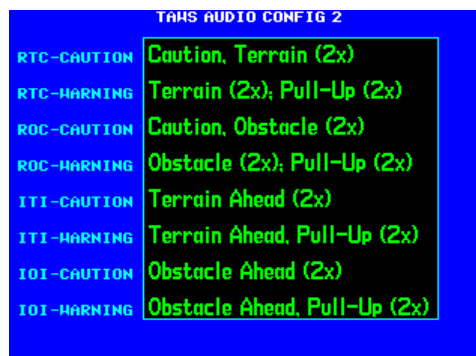 TAWS AUDIO CONFIG 2
RTC-CAUTION Caution, Terrain (2x)
RTC-WARNING Terrain (2x); Pull-Up (2x)
ROC-CAUTION Caution, Obstacle (2x)
ROC-WARNING Obstacle (2x); Pull-Up (2x)
ITI-CAUTION Terrain Ahead (2x)
ITI-WARNING Terrain Ahead, Pull-Up (2x)
IOI-CAUTION Obstacle Ahead (2x)
IOI-WARNING Obstacle Ahead, Pull-Up (2x)